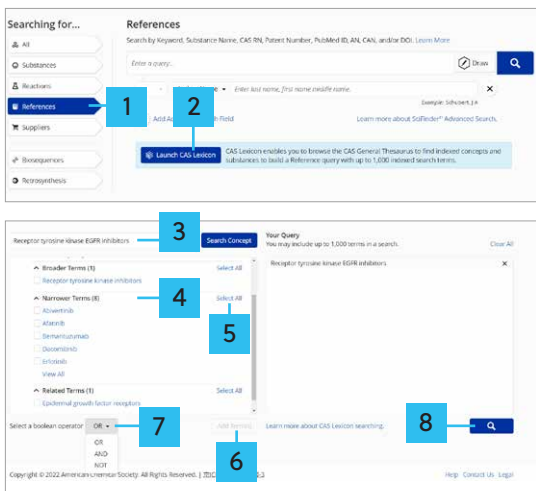 Searching for...
References
Search by Keyword, Substance Name, CAS RN, Patent Number, PubMed ID, AN, CAN, and/or DOI. Learn More
All
Enter a query...
Draw
Substances
Reactions
Enter last name, first name middle name.
Example: Schubert, J A
References
1
Add
Field
Learn more about SciFinderⁿ Advanced Search.
Suppliers
2
Launch CAS Lexicon
CAS Lexicon enables you to browse the CAS General Thesaurus to find indexed concepts and
substances to build a Reference query with up to 1,000 indexed search terms.
Biosequences
Retrosynthesis
Receptor tyrosine kinase EGFR inhibitors
3
Search Concept
Your Query
You may include up to 1,000 terms in a search.
Clear All
Broader Terms (1)
Select All
Receptor tyrosine kinase EGFR inhibitors
Receptor tyrosine kinase inhibitors
Narrower Terms (8)
4
Select All
Abivertinib
5
Afatinib
Demantuzumab
Dacomitinib
Erlotinib
View All
Related Terms (1)
Select All
Epidermal growth factor receptors
Select a boolean operator
OR
7
Add Terms
Learn more about CAS Lexicon searching.
8
6
OR
AND
NOT
Copyright © 2022 American Chemical Society. All Rights Reserved. |
Help
Contact Us
Legal